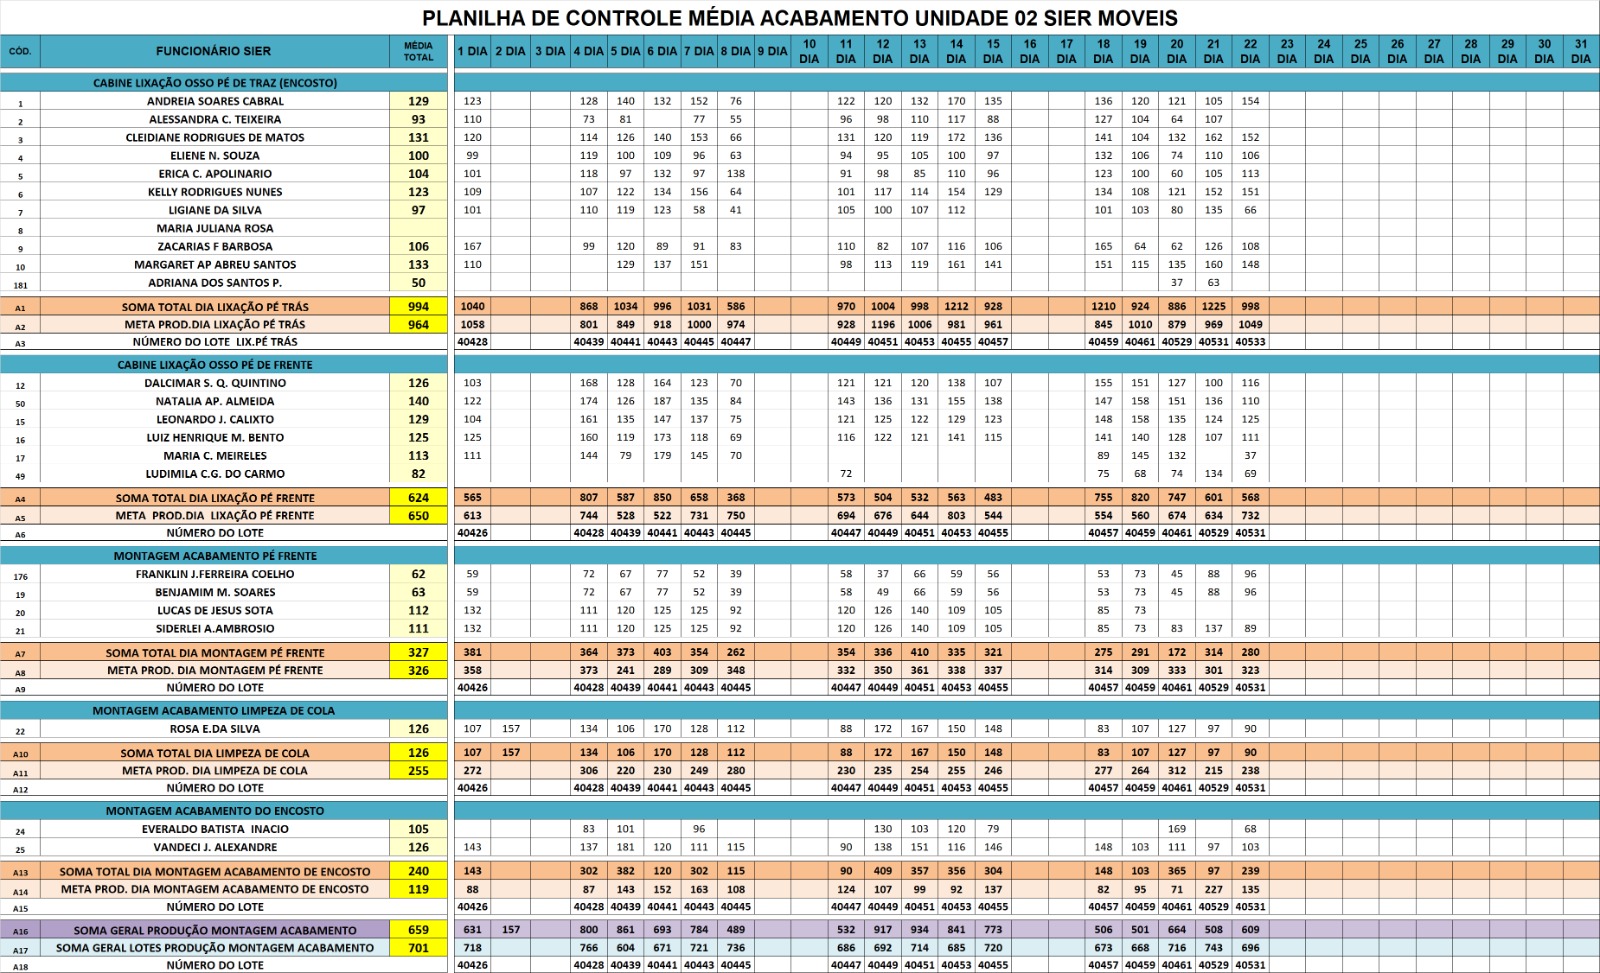 PLANILHA DE CONTROLE MÉDIA ACABAMENTO UNIDADE 02 SIER MOVEIS
CÓD. FUNCIONÁRIO SIER MÉDIA TOTAL 1 DIA 2 DIA 3 DIA 4 DIA 5 DIA 6 DIA 7 DIA 8 DIA 9 DIA 10 DIA 11 DIA 12 DIA 13 DIA 14 DIA 15 DIA 16 DIA 17 DIA 18 DIA 19 DIA 20 DIA 21 DIA 22 DIA 23 DIA 24 DIA 25 DIA 26 DIA 27 DIA 28 DIA 29 DIA 30 DIA 31 DIA
CABINE LIXAÇÃO OSSO PÉ DE TRAZ (ENCOSTO)
1 ANDREIA SOARES CABRAL 129 123 128 140 132 152 76 122 120 132 170 135 136 120 121 105 154
2 ALESSANDRA C. TEIXEIRA 93 110 73 81 77 55 96 98 110 117 88 127 104 64 107
3 CLEIDIANE RODRIGUES DE MATOS 131 120 114 126 140 153 66 131 120 119 172 136 141 104 132 162 152
4 ELIENE N. SOUZA 100 99 119 100 109 96 63 94 95 105 100 97 132 106 74 110 106
5 ERICA C. APOLINARIO 104 101 118 97 132 97 138 91 98 85 110 96 123 100 60 105 113
6 KELLY RODRIGUES NUNES 123 109 107 122 134 156 64 101 117 114 154 129 134 108 121 152 151
7 LIGIANE DA SILVA 97 101 110 119 123 58 41 105 100 107 112 101 103 80 135 66
8 MARIA JULIANA ROSA
9 ZACARIAS F BARBOSA 106 167 99 120 89 91 83 110 82 107 116 106 165 64 62 126 108
10 MARGARET AP ABREU SANTOS 133 110 129 137 151 98 113 119 161 141 151 115 135 160 148
181 ADRIANA DOS SANTOS P. 50 37 63
A1 SOMA TOTAL DIA LIXAÇÃO PÉ TRÁS 994 1040 868 1034 996 1031 586 970 1004 998 1212 928 1210 924 886 1225 998
A2 META PROD.DIA LIXAÇÃO PÉ TRÁS 964 1058 801 849 918 1000 974 928 1196 1006 981 961 845 1010 879 969 1049
A3 NÚMERO DO LOTE LIX.PÉ TRÁS 40428 40439 40441 40443 40445 40447 40449 40451 40453 40455 40457 40459 40461 40529 40531 40533
CABINE LIXAÇÃO OSSO PÉ DE FRENTE
12 DALCIMAR S. Q. QUINTINO 126 103 168 128 164 123 70 121 121 120 138 107 155 151 127 100 116
50 NATALIA AP. ALMEIDA 140 122 174 126 187 135 84 143 136 131 155 138 147 158 151 136 110
15 LEONARDO J. CALIXTO 129 104 161 135 147 137 75 121 125 122 129 123 148 158 135 124 125
16 LUIZ HENRIQUE M. BENTO 125 125 160 119 173 118 69 116 122 121 141 115 141 140 128 107 111
17 MARIA C. MEIRELES 113 111 144 79 179 145 70 89 145 132 37
49 LUDIMILA C.G. DO CARMO 82 72 75 68 74 134 69
A4 SOMA TOTAL DIA LIXAÇÃO PÉ FRENTE 624 565 807 587 850 658 368 573 504 532 563 483 755 820 747 601 568
A5 META PROD.DIA LIXAÇÃO PÉ FRENTE 650 613 744 528 522 731 750 694 676 644 803 544 554 560 674 634 732
A6 NÚMERO DO LOTE 40426 40428 40439 40441 40443 40445 40447 40449 40451 40453 40455 40457 40459 40461 40529 40531
MONTAGEM ACABAMENTO PÉ FRENTE
176 FRANKLIN J.FERREIRA COELHO 62 59 72 67 77 52 39 58 37 66 59 56 53 73 45 88 96
19 BENJAMIM M. SOARES 63 59 72 67 77 52 39 58 49 66 59 56 53 73 45 88 96
20 LUCAS DE JESUS SOTA 112 132 111 120 125 125 92 120 126 140 109 105 85 73
21 SIDERLEI A.AMBROSIO 111 132 111 120 125 125 92 120 126 140 109 105 85 73 83 137 89
A7 SOMA TOTAL DIA MONTAGEM PÉ FRENTE 327 381 364 373 403 354 262 354 336 410 335 321 275 291 172 314 280
A8 META PROD. DIA MONTAGEM PÉ FRENTE 326 358 373 241 289 309 348 332 350 361 338 337 314 309 333 301 323
A9 NÚMERO DO LOTE 40426 40428 40439 40441 40443 40445 40447 40449 40451 40453 40455 40457 40459 40461 40529 40531
MONTAGEM ACABAMENTO LIMPEZA DE COLA
22 ROSA E.DA SILVA 126 107 157 134 106 170 128 112 88 172 167 150 148 83 107 127 97 90
A10 SOMA TOTAL DIA LIMPEZA DE COLA 126 107 157 134 106 170 128 112 88 172 167 150 148 83 107 127 97 90
A11 META PROD. DIA LIMPEZA DE COLA 255 272 306 220 230 249 280 230 235 254 255 246 277 264 312 215 238
A12 NÚMERO DO LOTE 40426 40428 40439 40441 40443 40445 40447 40449 40451 40453 40455 40457 40459 40461 40529 40531
MONTAGEM ACABAMENTO DO ENCOSTO
24 EVERALDO BATISTA INACIO 105 83 101 96 130 103 120 79 169 68
25 VANDECI J. ALEXANDRE 126 143 137 181 120 111 115 90 138 151 116 146 148 103 111 97 103
A13 SOMA TOTAL DIA MONTAGEM ACABAMENTO DE ENCOSTO 240 143 302 382 120 302 115 90 409 357 356 304 148 103 365 97 239
A14 META PROD. DIA MONTAGEM ACABAMENTO DE ENCOSTO 119 88 87 143 152 163 108 124 107 99 92 137 82 95 71 227 135
A15 NÚMERO DO LOTE 40426 40428 40439 40441 40443 40445 40447 40449 40451 40453 40455 40457 40459 40461 40529 40531
A16 SOMA GERAL PRODUÇÃO MONTAGEM ACABAMENTO 659 631 157 800 861 693 784 489 532 917 934 841 773 506 501 664 508 609
A17 SOMA GERAL LOTES PRODUÇÃO MONTAGEM ACABAMENTO 701 718 766 604 671 721 736 686 692 714 685 720 673 668 716 743 696
A18 NÚMERO DO LOTE 40426 40428 40439 40441 40443 40445 40447 40449 40451 40453 40455 40457 40459 40461 40529 40531